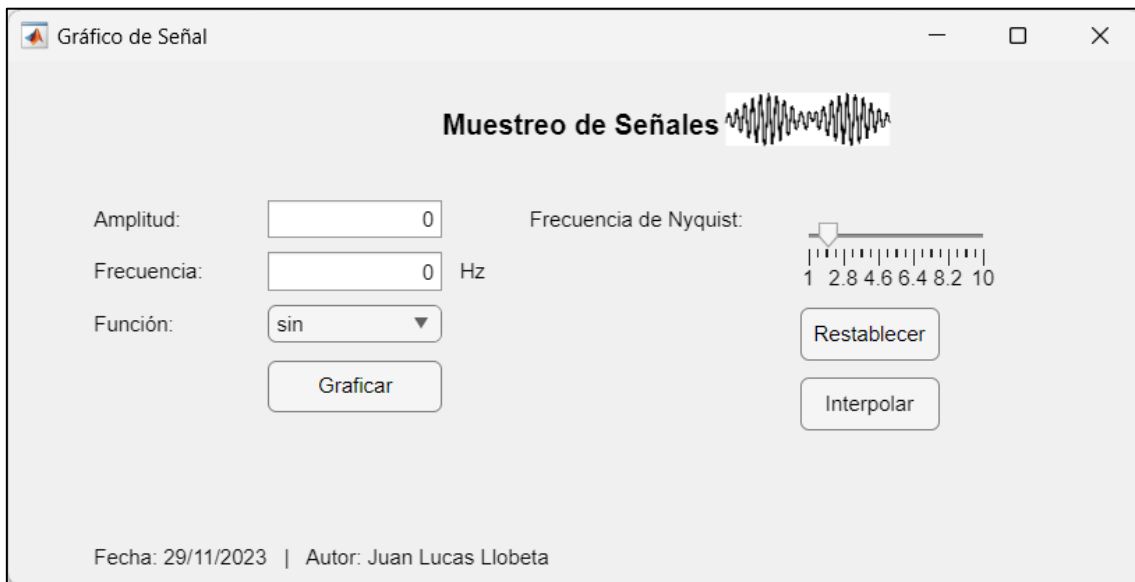 Gráfico de Señal
Muestreo de Señales
Amplitud: 0 Frecuencia de Nyquist:
1 2.8 4.6 6.4 8.2 10
Frecuencia: 0 Hz
Función: sin
Restablecer
Graficar
Interpolar
Fecha: 29/11/2023 | Autor: Juan Lucas Llobeta